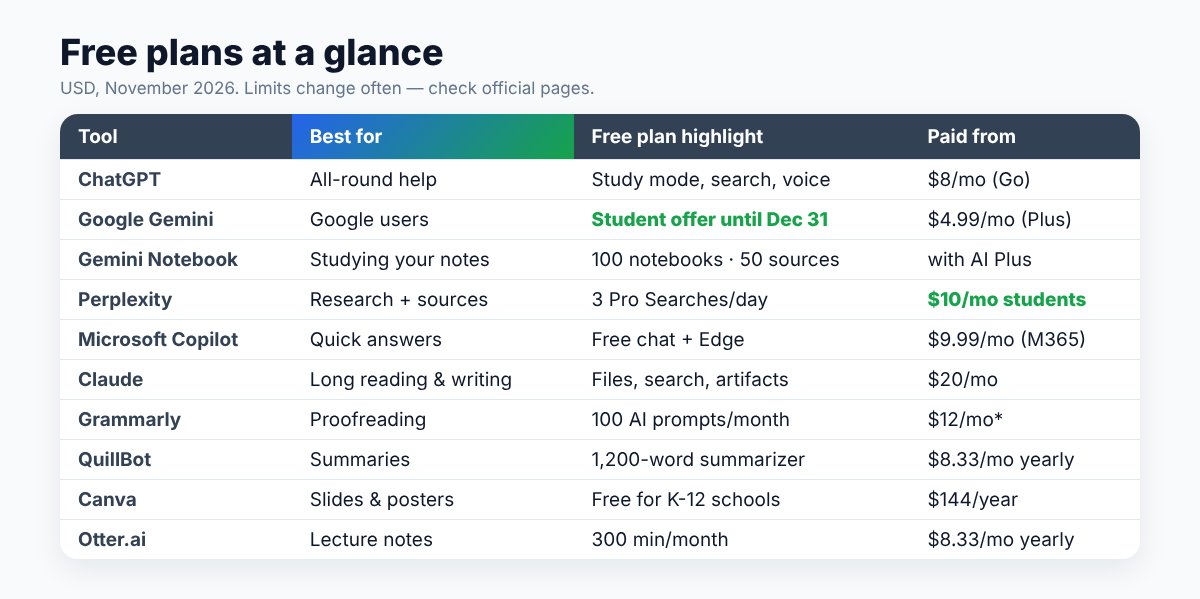 Free plans at a glance
USD, November 2026. Limits change often — check official pages.
Tool Best for Free plan highlight Paid from
ChatGPT All-round help Study mode, search, voice $8/mo (Go)
Google Gemini Google users Student offer until Dec 31 $4.99/mo (Plus)
Gemini Notebook Studying your notes 100 notebooks · 50 sources with AI Plus
Perplexity Research + sources 3 Pro Searches/day $10/mo students
Microsoft Copilot Quick answers Free chat + Edge $9.99/mo (M365)
Claude Long reading & writing Files, search, artifacts $20/mo
Grammarly Proofreading 100 AI prompts/month $12/mo*
QuillBot Summaries 1,200-word summarizer $8.33/mo yearly
Canva Slides & posters Free for K-12 schools $144/year
Otter.ai Lecture notes 300 min/month $8.33/mo yearly